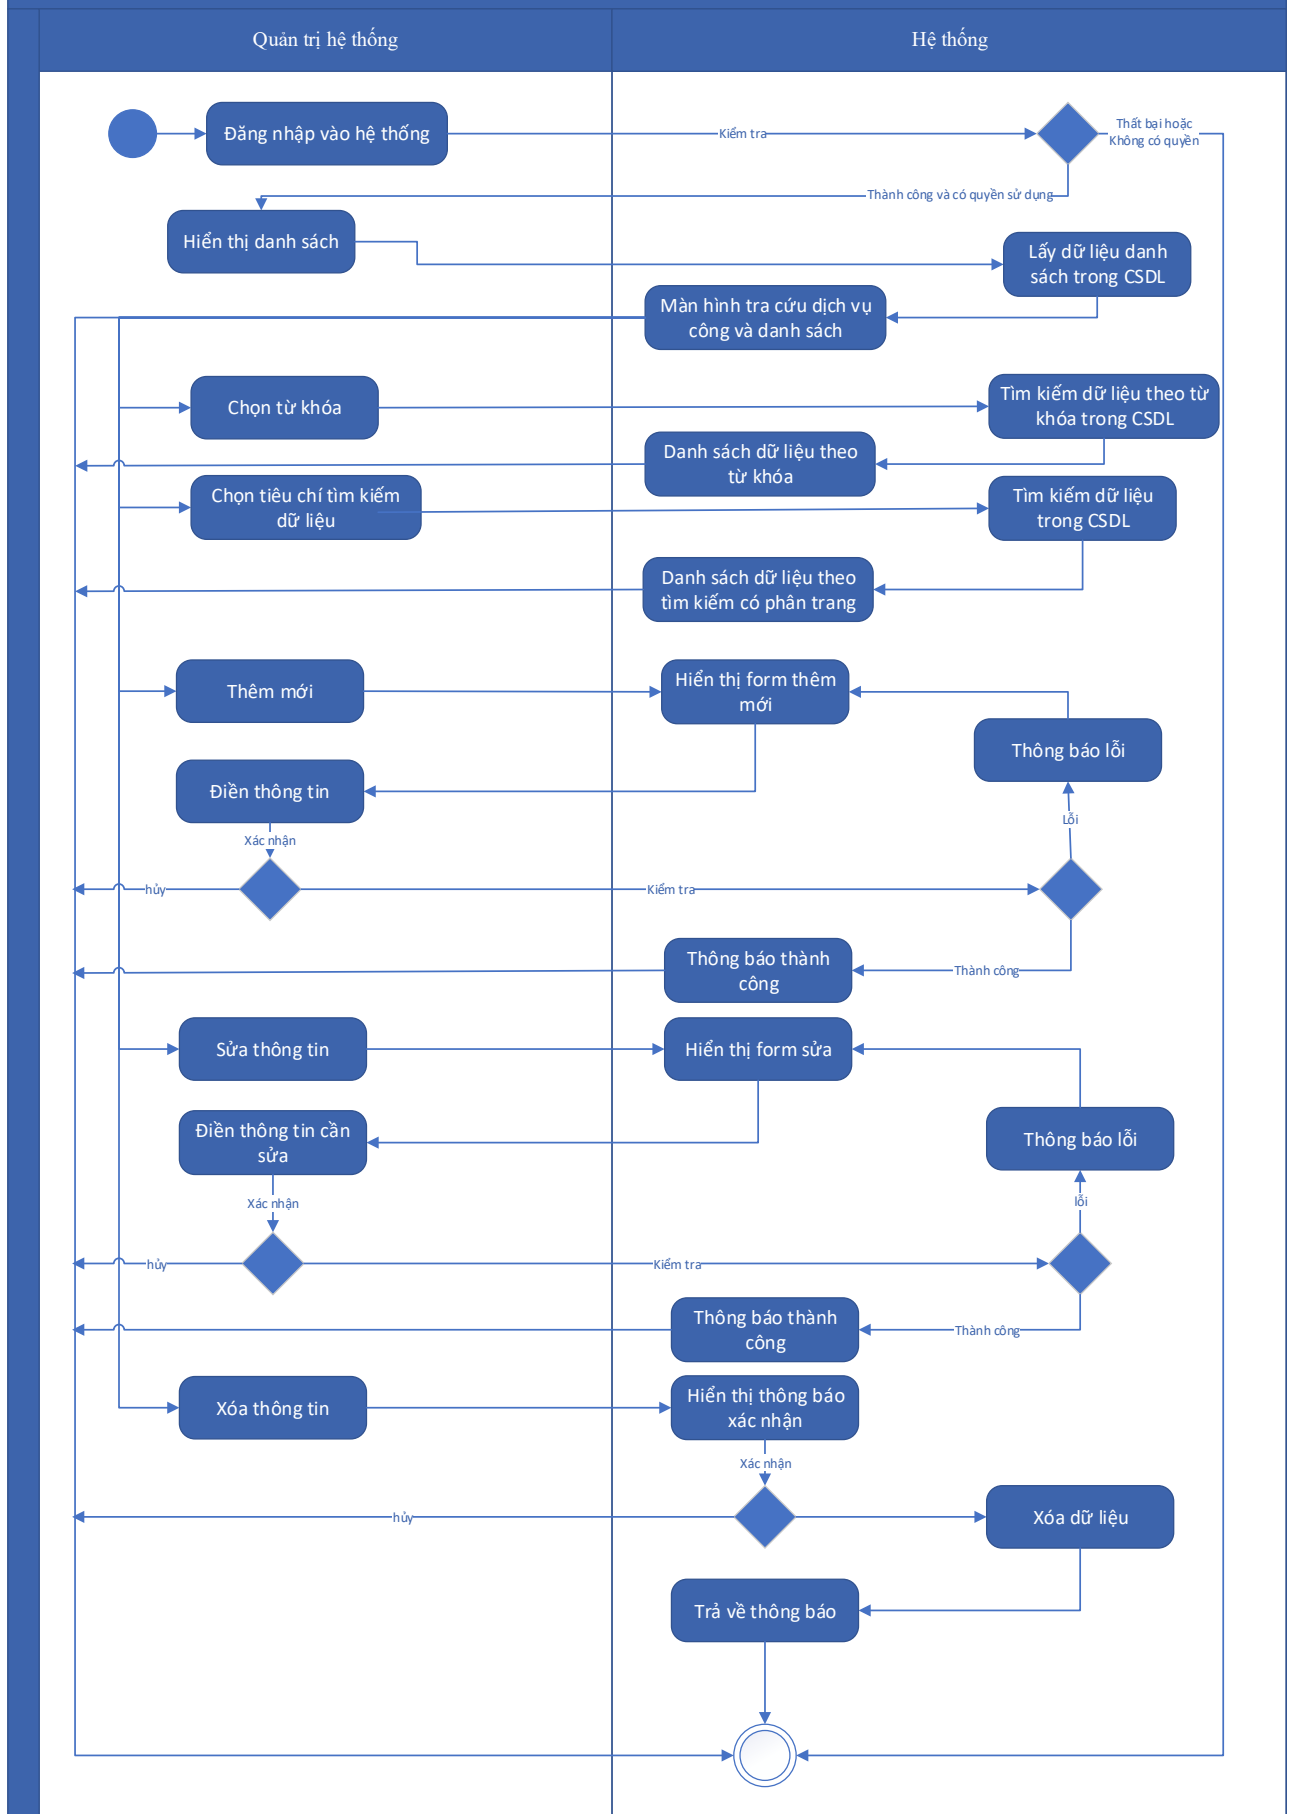 Quản trị hệ thống
Hệ thống
Đăng nhập vào hệ thống
Kiểm tra
Thất bại hoặc
Không có quyền
Thành công và có quyền sử dụng
Hiển thị danh sách
Lấy dữ liệu danh
sách trong CSDL
Màn hình tra cứu dịch vụ
công và danh sách
Chọn từ khóa
Tìm kiếm dữ liệu theo từ
khóa trong CSDL
Danh sách dữ liệu theo
từ khóa
Chọn tiêu chí tìm kiếm
dữ liệu
Tìm kiếm dữ liệu
trong CSDL
Danh sách dữ liệu theo
tìm kiếm có phân trang
Thêm mới
Hiển thị form thêm
mới
Thông báo lỗi
Điền thông tin
Lỗi
Xác nhận
hủy
Kiểm tra
Thông báo thành
công
Thành công
Sửa thông tin
Hiển thị form sửa
Điền thông tin cần
sửa
Thông báo lỗi
Xác nhận
lỗi
hủy
Kiểm tra
Thông báo thành
công
Thành công
Xóa thông tin
Hiển thị thông báo
xác nhận
Xác nhận
hủy
Xóa dữ liệu
Trả về thông báo